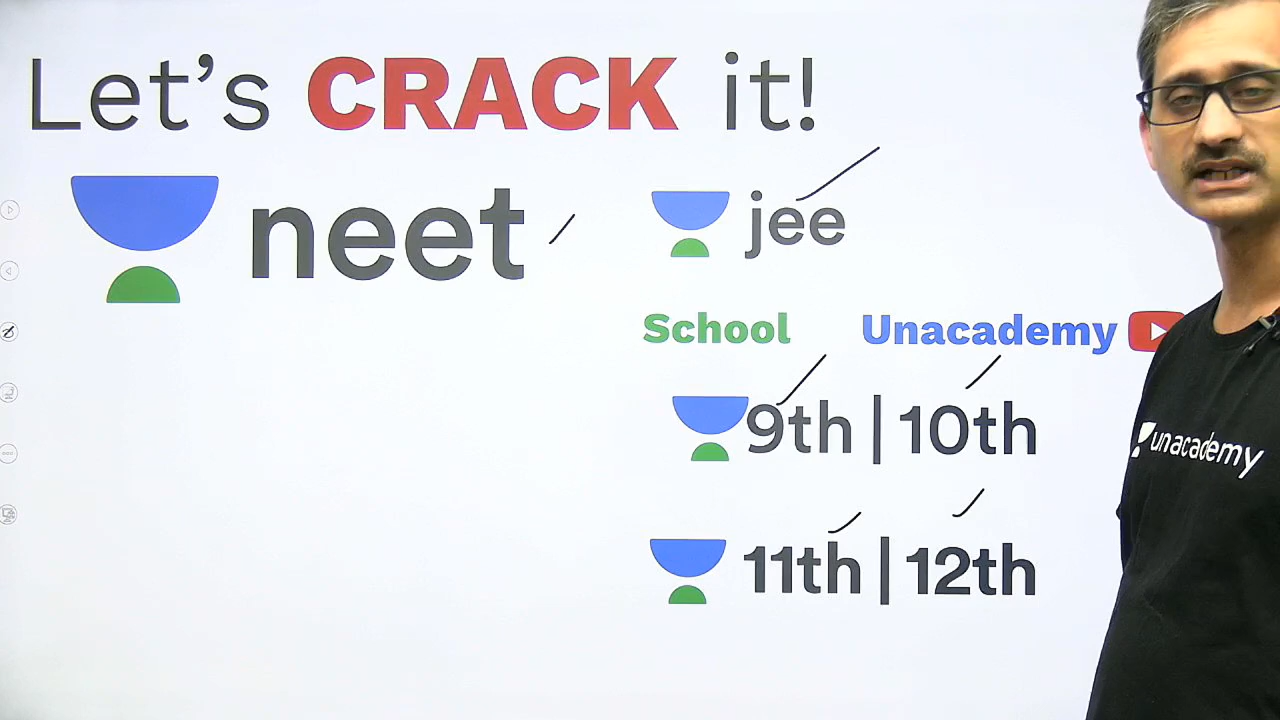 Let's CRACK it!
neet
jee
School Unacademy
9th | 10th
11th | 12th
unacademy